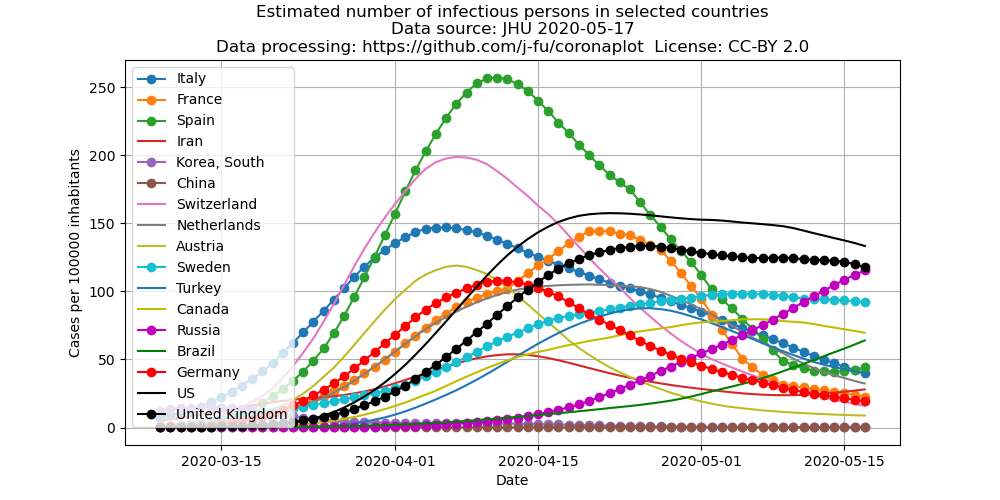 Estimated number of infectious persons in selected countries
Data source: JHU 2020-05-17
Data processing: https://github.com/j-fu/coronaplot  License: CC-BY 2.0
250
200
150
100
50
0
Cases per 100000 inhabitants
Italy
France
Spain
Iran
Korea, South
China
Switzerland
Netherlands
Austria
Sweden
Turkey
Canada
Russia
Brazil
Germany
US
United Kingdom
2020-03-15
2020-04-01
2020-04-15
2020-05-01
2020-05-15
Date